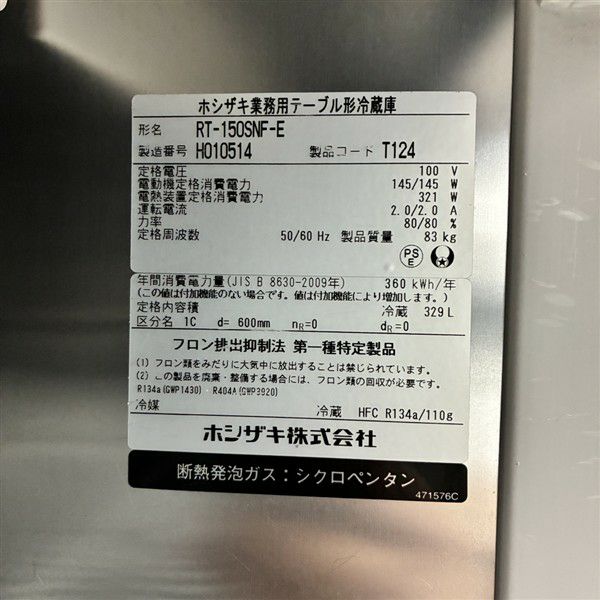 ホシザキ業務用テーブル形冷蔵庫
形名 RT-150SNF-E
製造番号 H010514 製品コード T124
定格電圧 100 V
電動機定格消費電力 145/145 W
電熱装置定格消費電力 321 W
運転電流 2.0/2.0 A
力率 80/80 %
定格周波数 50/60 Hz 製品質量 83 kg
PS
E
年間消費電力量(JIS B 8630-2009年) 360 kWh/年
(この値は付加機能のない場合です。値は付加機能により増加します。)
定格内容積 冷蔵 329 L
区分名 1C d= 600mm nR=0 dR=0
フロン排出抑制法 第一種特定製品
(1) フロン類をみだりに大気中に放出することは禁じられています。
(2) この製品を廃棄・整備する場合には、フロン類の回収が必要です。
R134a(GWP1430) R404A(GWP3920)
冷媒 冷蔵 HFC R134a/110g
ホシザキ株式会社
断熱発泡ガス:シクロペンタン
471576C